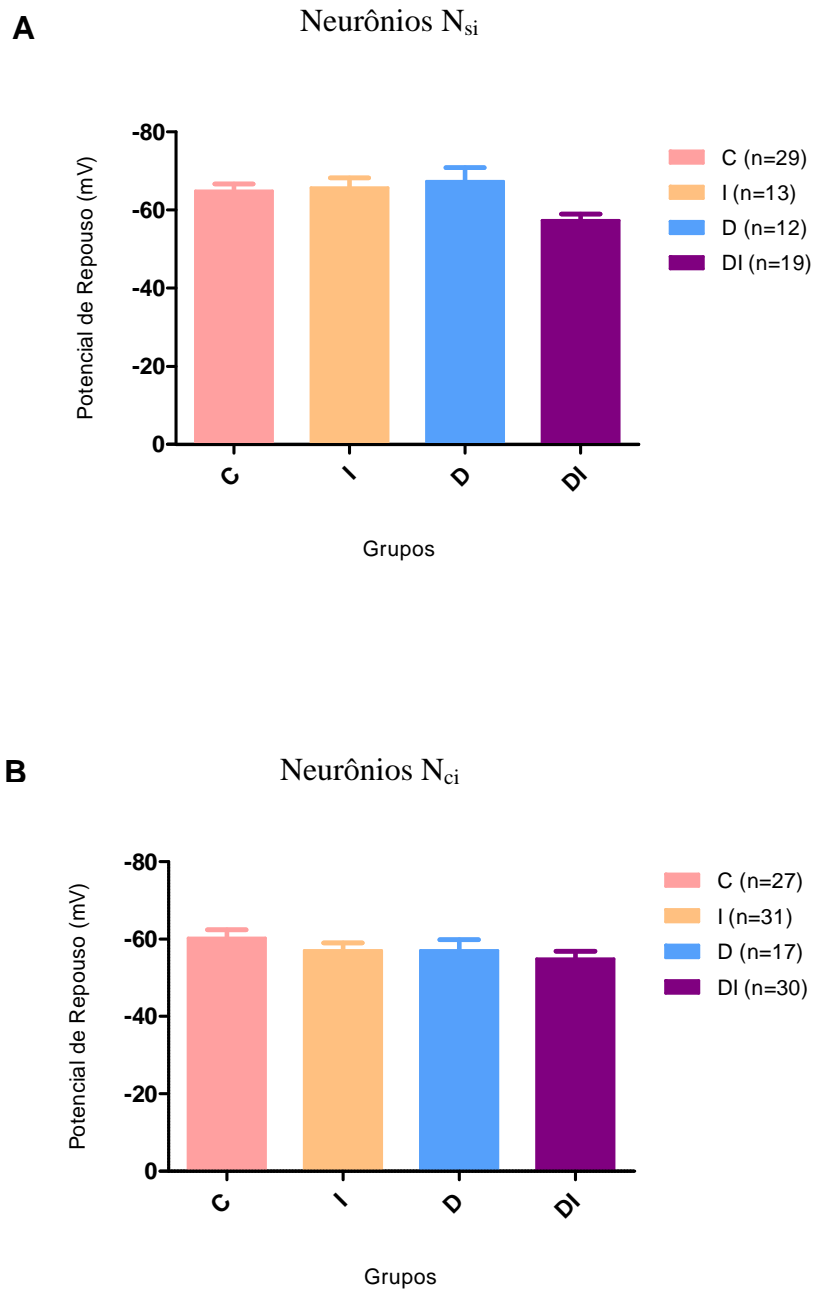 A
Neurônios Nsi
Potencial de Repouso (mV)
-80
-60
-40
-20
0
C
I
D
DI
Grupos
C (n=29)
I (n=13)
D (n=12)
DI (n=19)
B
Neurônios Nci
Potencial de Repouso (mV)
-80
-60
-40
-20
0
C
I
D
DI
Grupos
C (n=27)
I (n=31)
D (n=17)
DI (n=30)